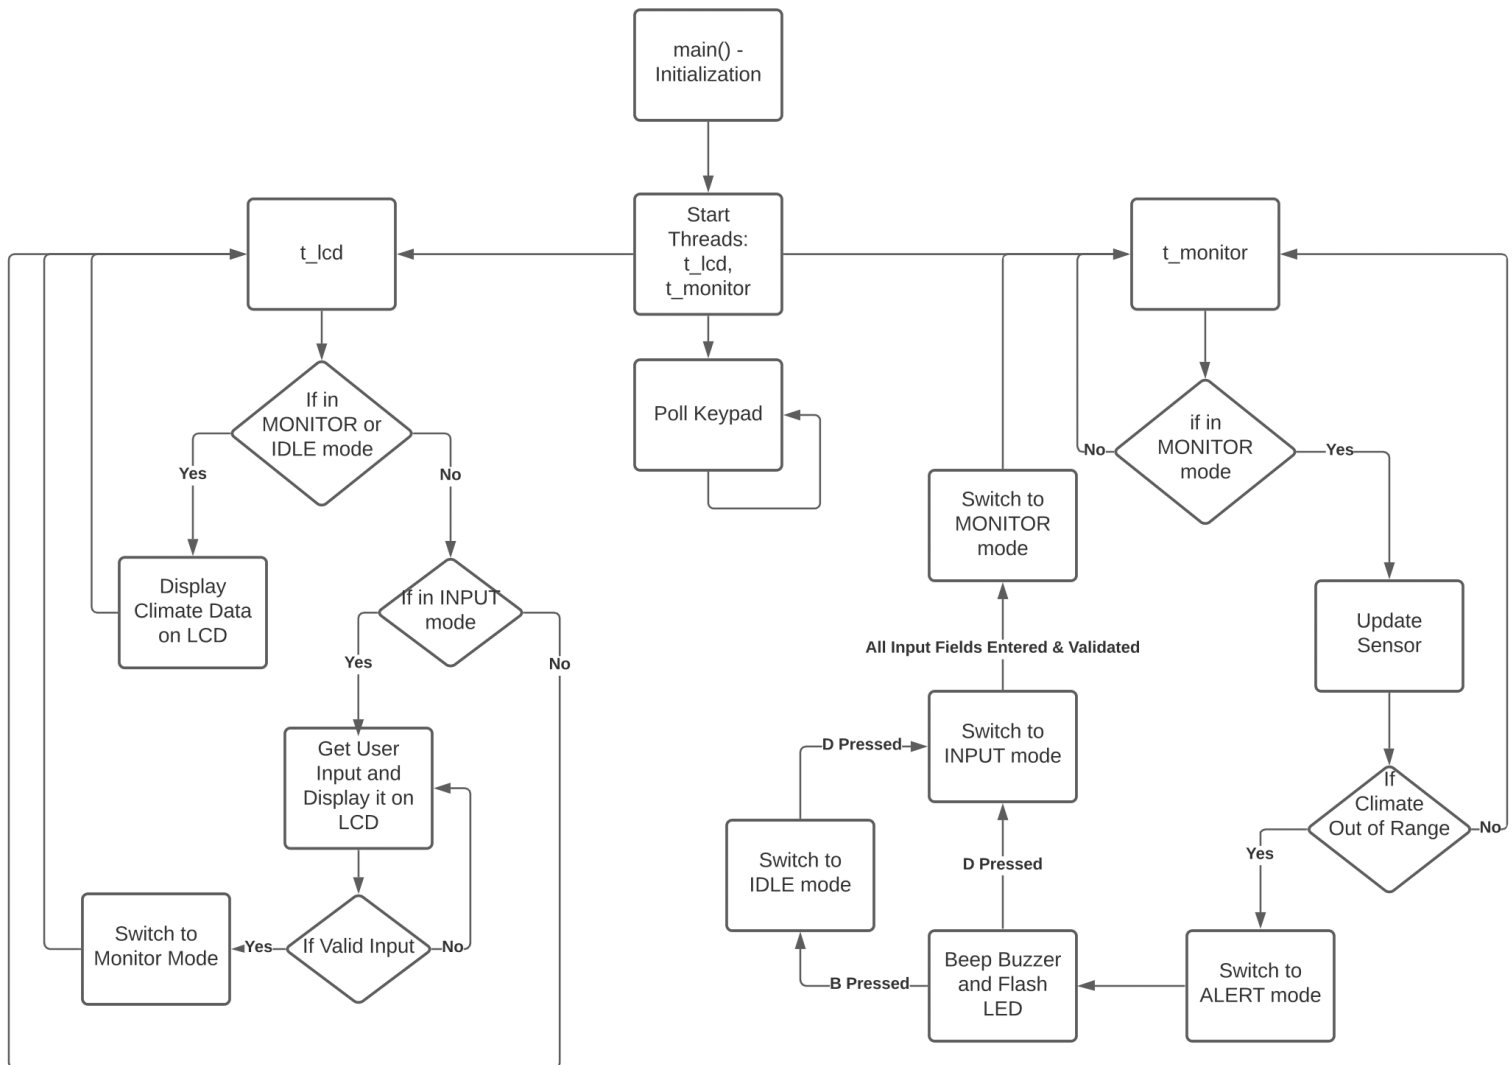 main() -
Initialization
Start
Threads:
t_lcd,
t_monitor
t_lcd
t_monitor
Poll Keypad
If in
MONITOR or
IDLE mode
Yes
No
Display
Climate Data
on LCD
If in INPUT
mode
Yes
No
Get User
Input and
Display it on
LCD
If Valid Input
Yes
No
Switch to
Monitor Mode
if in
MONITOR
mode
No
Yes
Update
Sensor
If
Climate
Out of Range
No
Yes
Switch to
ALERT mode
Beep Buzzer
and Flash
LED
B Pressed
D Pressed
Switch to
IDLE mode
D Pressed
Switch to
INPUT mode
All Input Fields Entered & Validated
Switch to
MONITOR
mode